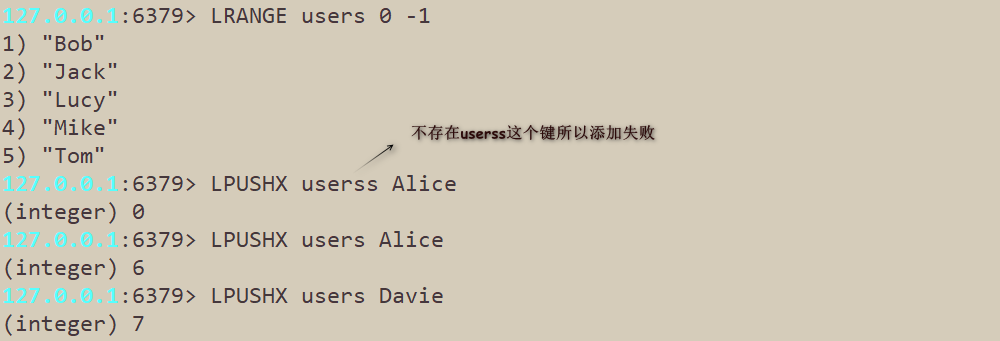 127.0.0.1:6379> LRANGE users 0 -1
1) "Bob"
2) "Jack"
3) "Lucy"
4) "Mike"
不存在userss这个键所以添加失败
5) "Tom"
127.0.0.1:6379> LPUSHX userss Alice
(integer) 0
127.0.0.1:6379> LPUSHX users Alice
(integer) 6
127.0.0.1:6379> LPUSHX users Davie
(integer) 7